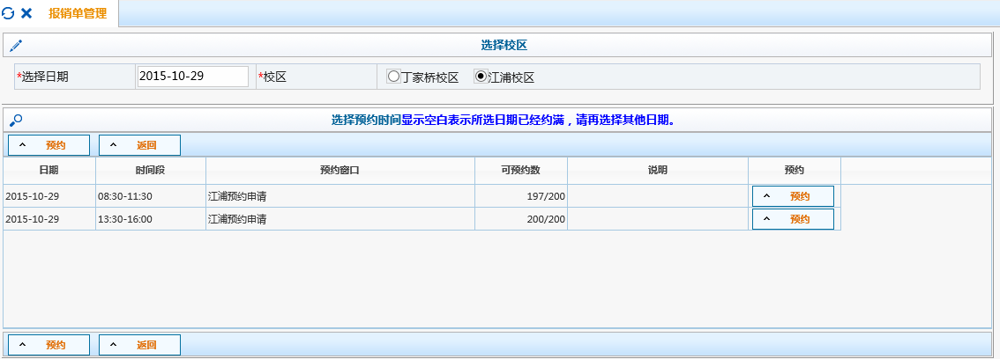 报销单管理
选择校区
*选择日期 2015-10-29 *校区 丁家桥校区 江浦校区
选择预约时间显示空白表示所选日期已经约满，请再选择其他日期。
预约 返回
日期 时间段 预约窗口 可预约数 说明 预约
2015-10-29 08:30-11:30 江浦预约申请 197/200 预约
2015-10-29 13:30-16:00 江浦预约申请 200/200 预约
预约 返回